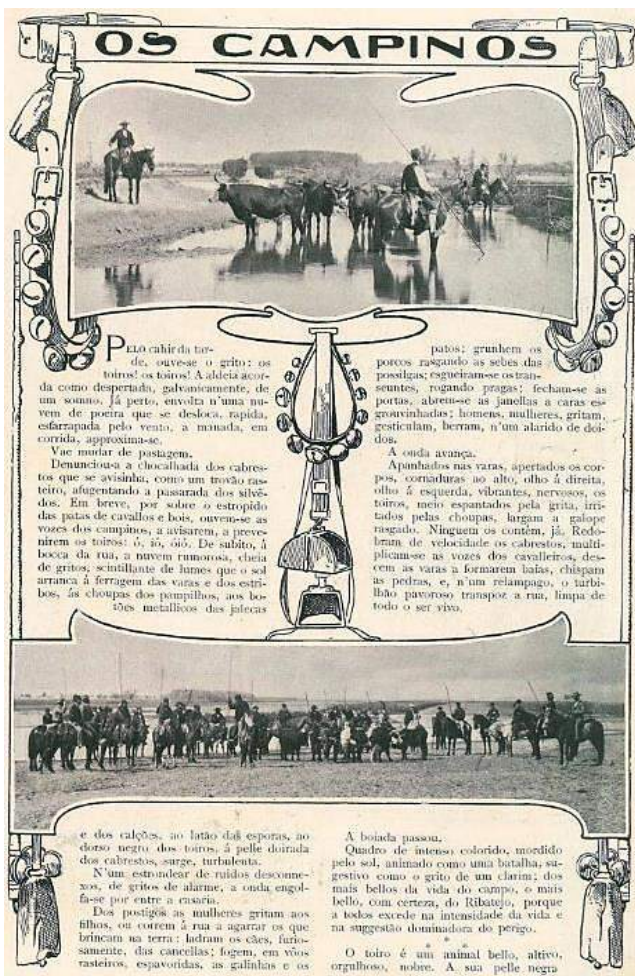 OS CAMPINOS
PELO cahir da tar-
de, ouve-se o grito: os
toiros! os toiros! A aldeia acor-
da como despertada, galvanicamente, de
um somno. Já perto, envolta n'uma nu-
vem de poeira que se desloca, rapida,
esfarrapada pelo vento, a manada, em
corrida, approxima-se.
Vae mudar de pastagem.
Denunciou-a a chocalhada dos cabres-
tos que se avisinha, como um trovão ras-
teiro, afugentando a passarada dos silvê-
dos. Em breve, por sobre o estropido
das patas de cavallos e bois, ouvem-se as
vozes dos campinos, a avisarem, a preve-
nirem os toiros: ó, íó, óió. De subito, á
bocca da rua, a nuvem rumorosa, cheia
de gritos, scintillante de lumes que o sol
arranca á ferragem das varas e dos estri-
bos, ás choupas dos pampilhos, aos bo-
tões metallicos das jalecas
e dos calções, ao latão das esporas, ao
dorso negro dos toiros, á pelle doirada
dos cabrestos, surge, turbulenta.
N'um estrondear de ruidos desconne-
xos, de gritos de alarme, a onda engol-
fa-se por entre a casaria.
Dos postigos as mulheres gritam aos
filhos, ou correm á rua a agarrar os que
brincam na terra: ladram os cães, furio-
samente, das cancellas; fogem, em vôos
rasteiros, espavoridas, as galinhas e os
patos; grunhem os
porcos rasgando as sebes das
possilgas; esgueiram-se os tran-
seuntes, rogando pragas; fecham-se as
portas, abrem-se as janellas a caras es-
grouvinhadas; homens, mulheres, gritam,
gesticulam, berram, n'um alarido de doi-
dos.
A onda avança.
Apanhados nas varas, apertados os cor-
pos, cornaduras ao alto, olho á direita,
olho á esquerda, vibrantes, nervosos, os
toiros, meio espantados pela grita, irri-
tados pelas choupas, largam a galope
rasgado. Ninguem os contém, já. Redo-
bram de velocidade os cabrestos, multi-
plicam-se as vozes dos cavalleiros, des-
cem as varas a formarem baias, chispam
as pedras, e, n'um relampago, o turbi-
lhão pavoroso transpoz a rua, limpa de
todo o ser vivo.
A boiada passou.
Quadro de intenso colorido, mordido
pelo sol, animado como uma batalha, su-
gestivo como o grito de um clarim; dos
mais bellos da vida do campo, o mais
bello, com certeza, do Ribatejo, porque
a todos excede na intensidade da vida e
na suggestão dominadora do perigo.
* * *
O toiro é um animal bello, altivo,
orgulhoso, nobre. A sua pelle negro